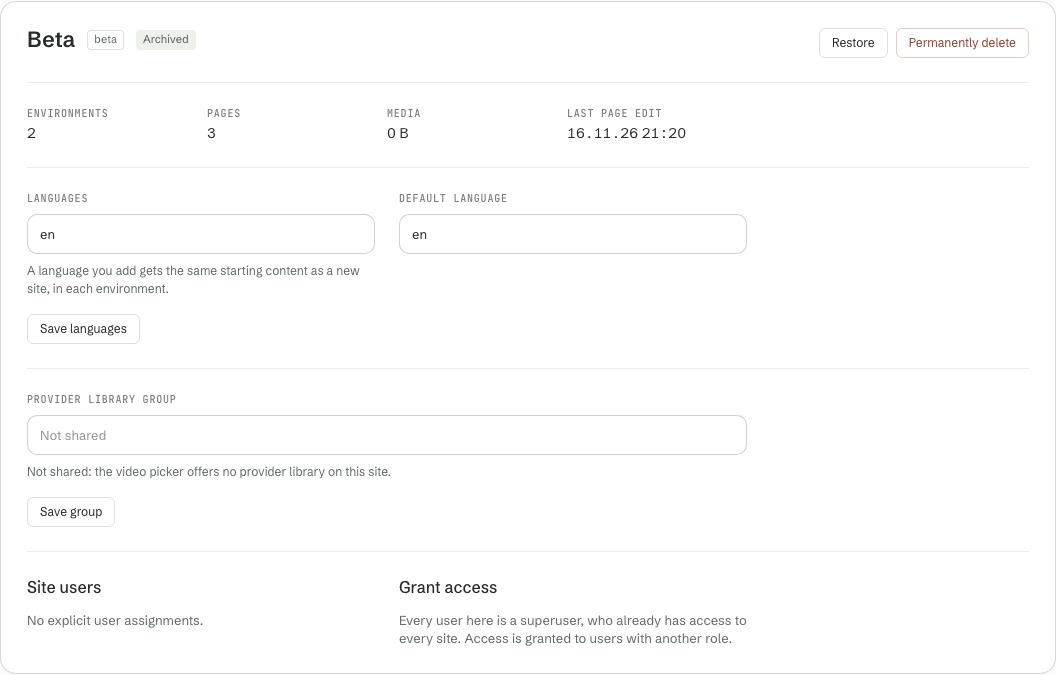 Beta beta Archived Restore Permanently delete
ENVIRONMENTS PAGES MEDIA LAST PAGE EDIT
2 3 0 B 16.11.26 21:20
LANGUAGES DEFAULT LANGUAGE
en en
A language you add gets the same starting content as a new
site, in each environment.
Save languages
PROVIDER LIBRARY GROUP
Not shared
Not shared: the video picker offers no provider library on this site.
Save group
Site users
No explicit user assignments.
Grant access
Every user here is a superuser, who already has access to
every site. Access is granted to users with another role.